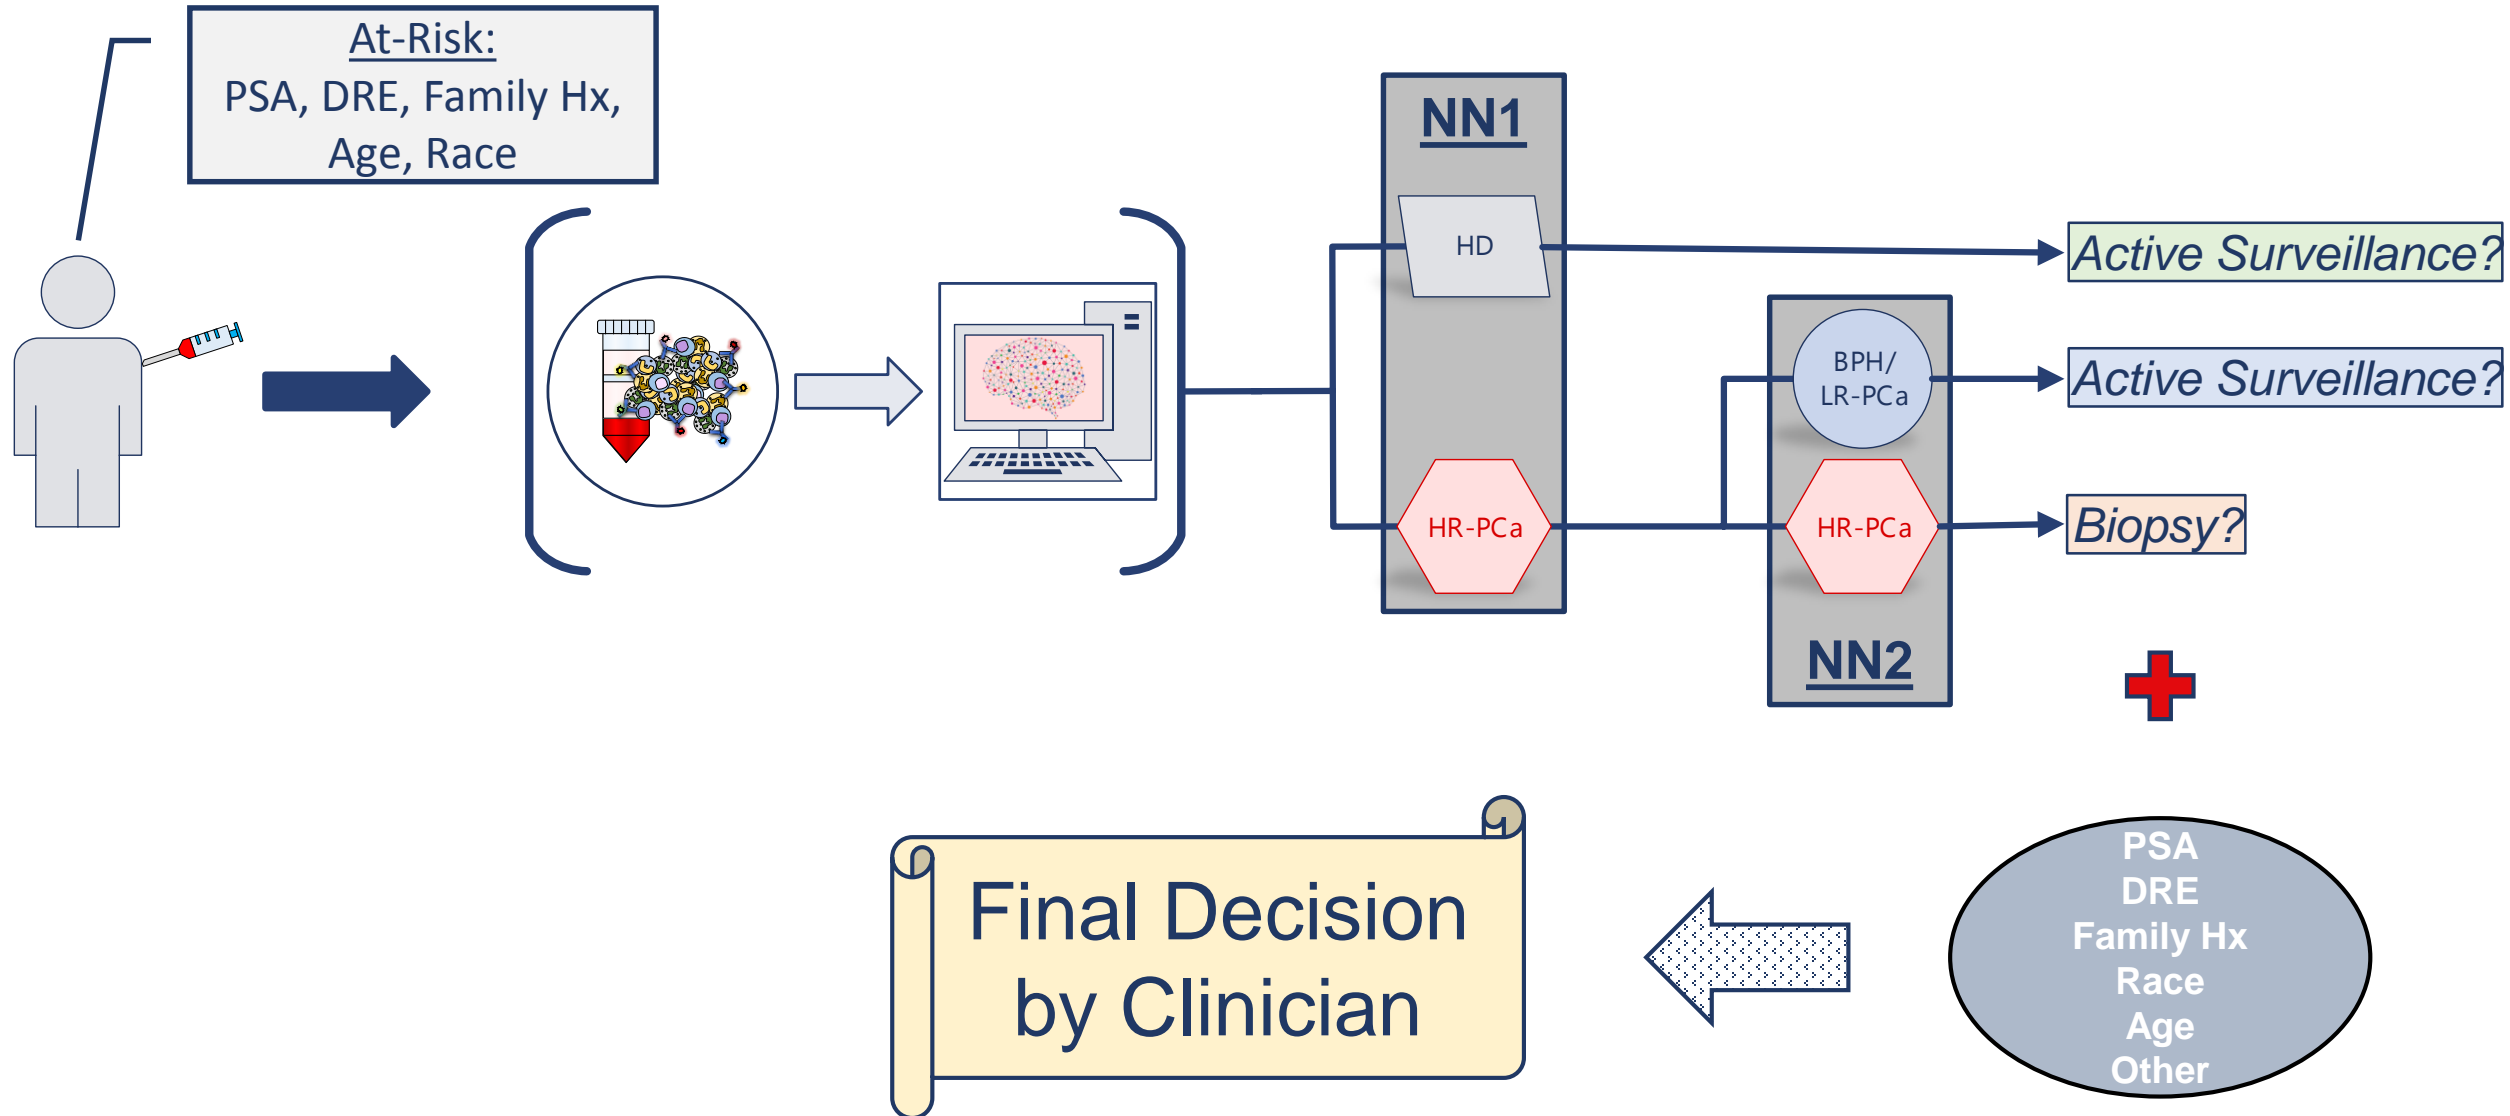 At-Risk:
PSA, DRE, Family Hx,
Age, Race
NN1
HD
HR-PCa
BPH/
LR-PCa
HR-PCa
NN2
Active Surveillance?
Active Surveillance?
Biopsy?
PSA
DRE
Family Hx
Race
Age
Other
Final Decision
by Clinician